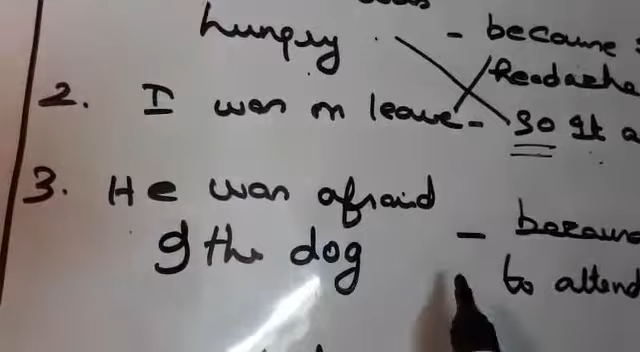 hungry - because
headache
2. I was on leave - so It a
3. He was afraid
of the dog - because
to attend